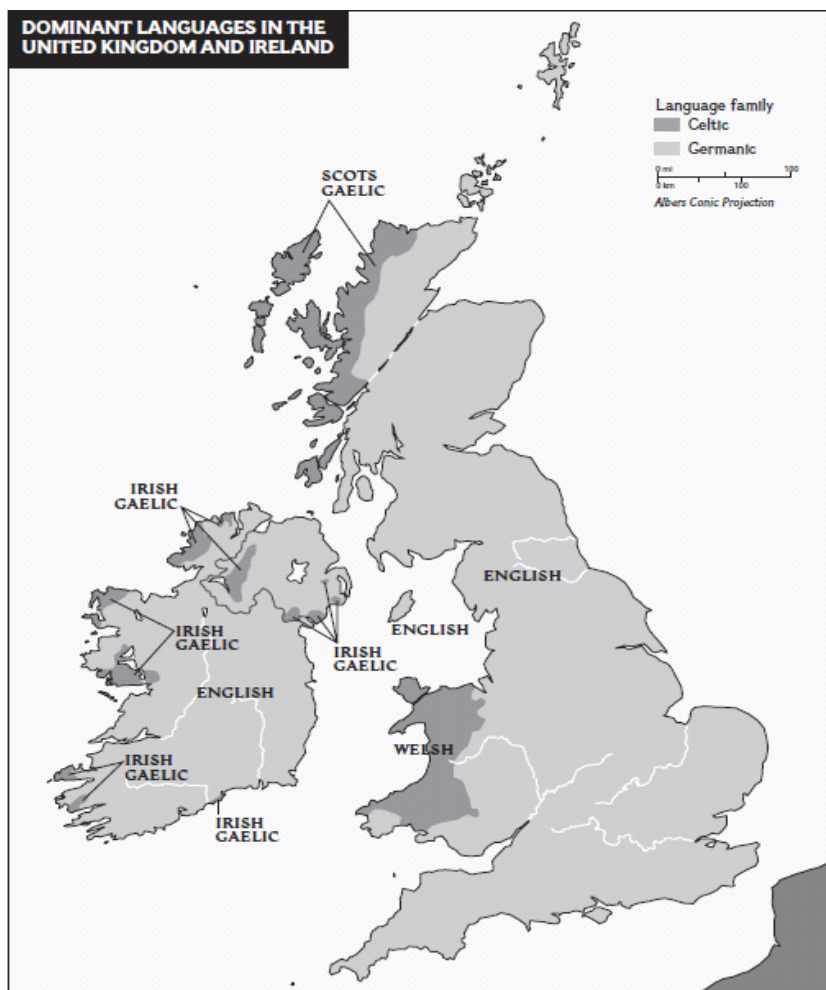 DOMINANT LANGUAGES IN THE
UNITED KINGDOM AND IRELAND
Language family
Celtic
Germanic
0 mi 100
0 km 100
Albers Conic Projection
SCOTS
GAELIC
IRISH
GAELIC
ENGLISH
ENGLISH
IRISH
GAELIC
IRISH
GAELIC
ENGLISH
WELSH
IRISH
GAELIC
IRISH
GAELIC